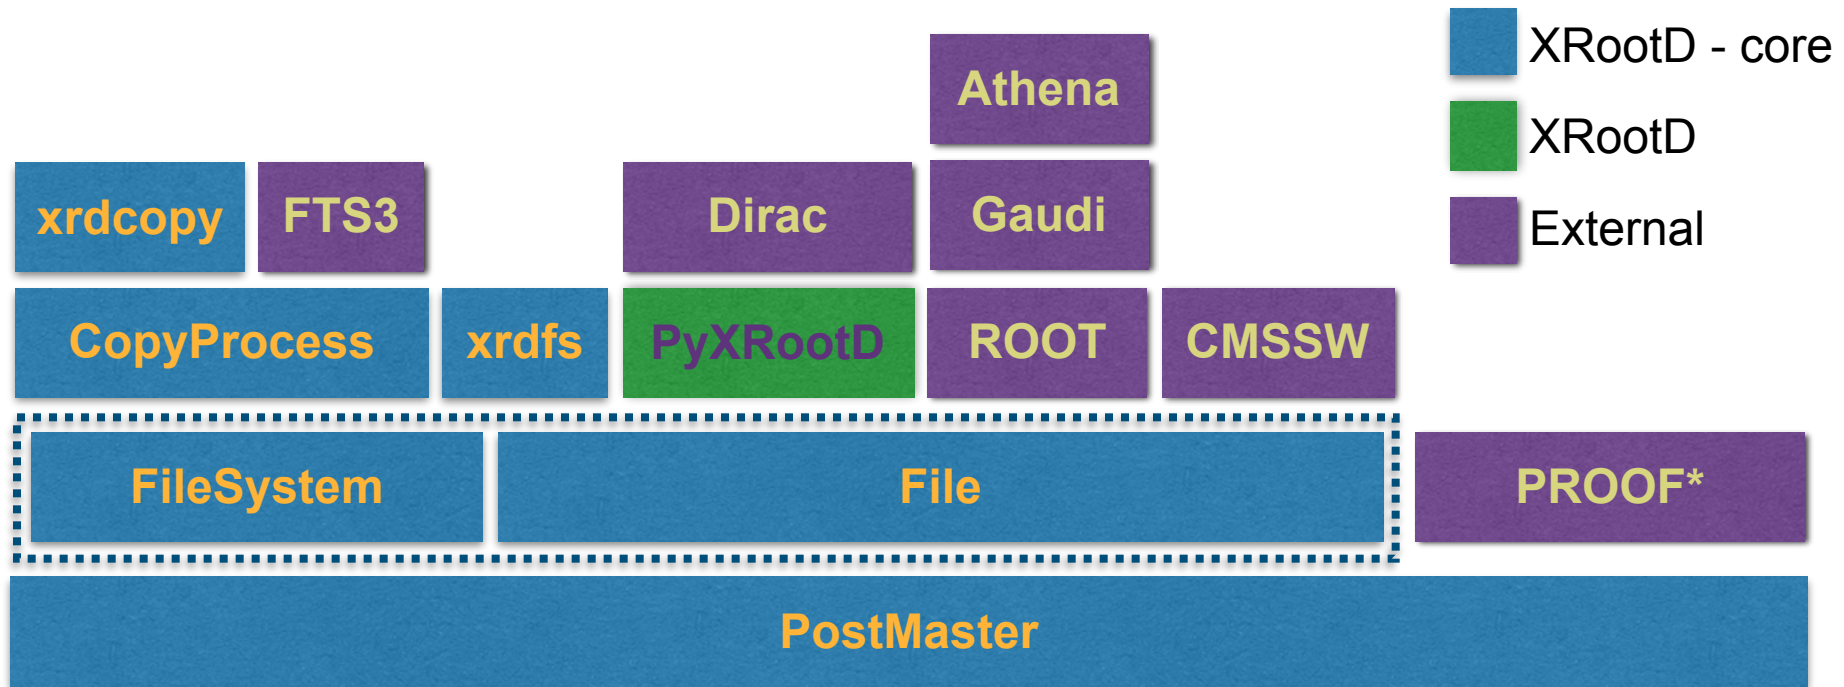 XRootD - core
Athena
XRootD
xrdcopy
FTS3
Dirac
Gaudi
External
CopyProcess
xrdfs
PyXRootD
ROOT
CMSSW
FileSystem
File
PROOF*
PostMaster